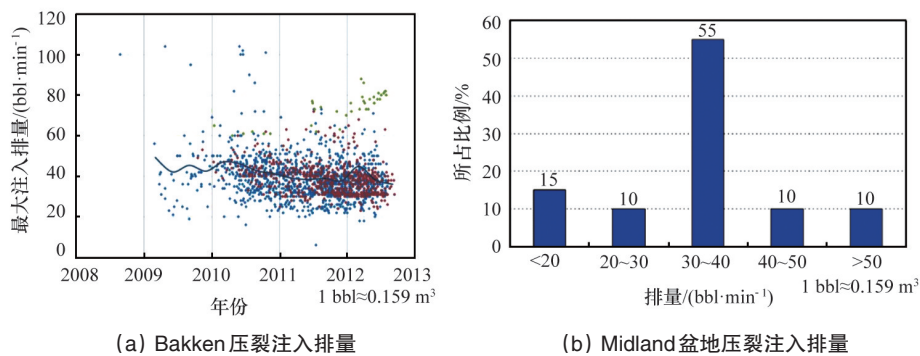 最大注入排量/(bbl·min⁻¹)
120
100
80
60
40
20
0
2008 2009 2010 2011 2012 2013
年份
1 bbl≈0.159 m³
(a) Bakken压裂注入排量
所占比例/%
60
50
40
30
20
10
0
15 10 55 10 10
<20 20~30 30~40 40~50 >50
排量/(bbl·min⁻¹)
1 bbl≈0.159 m³
(b) Midland盆地压裂注入排量